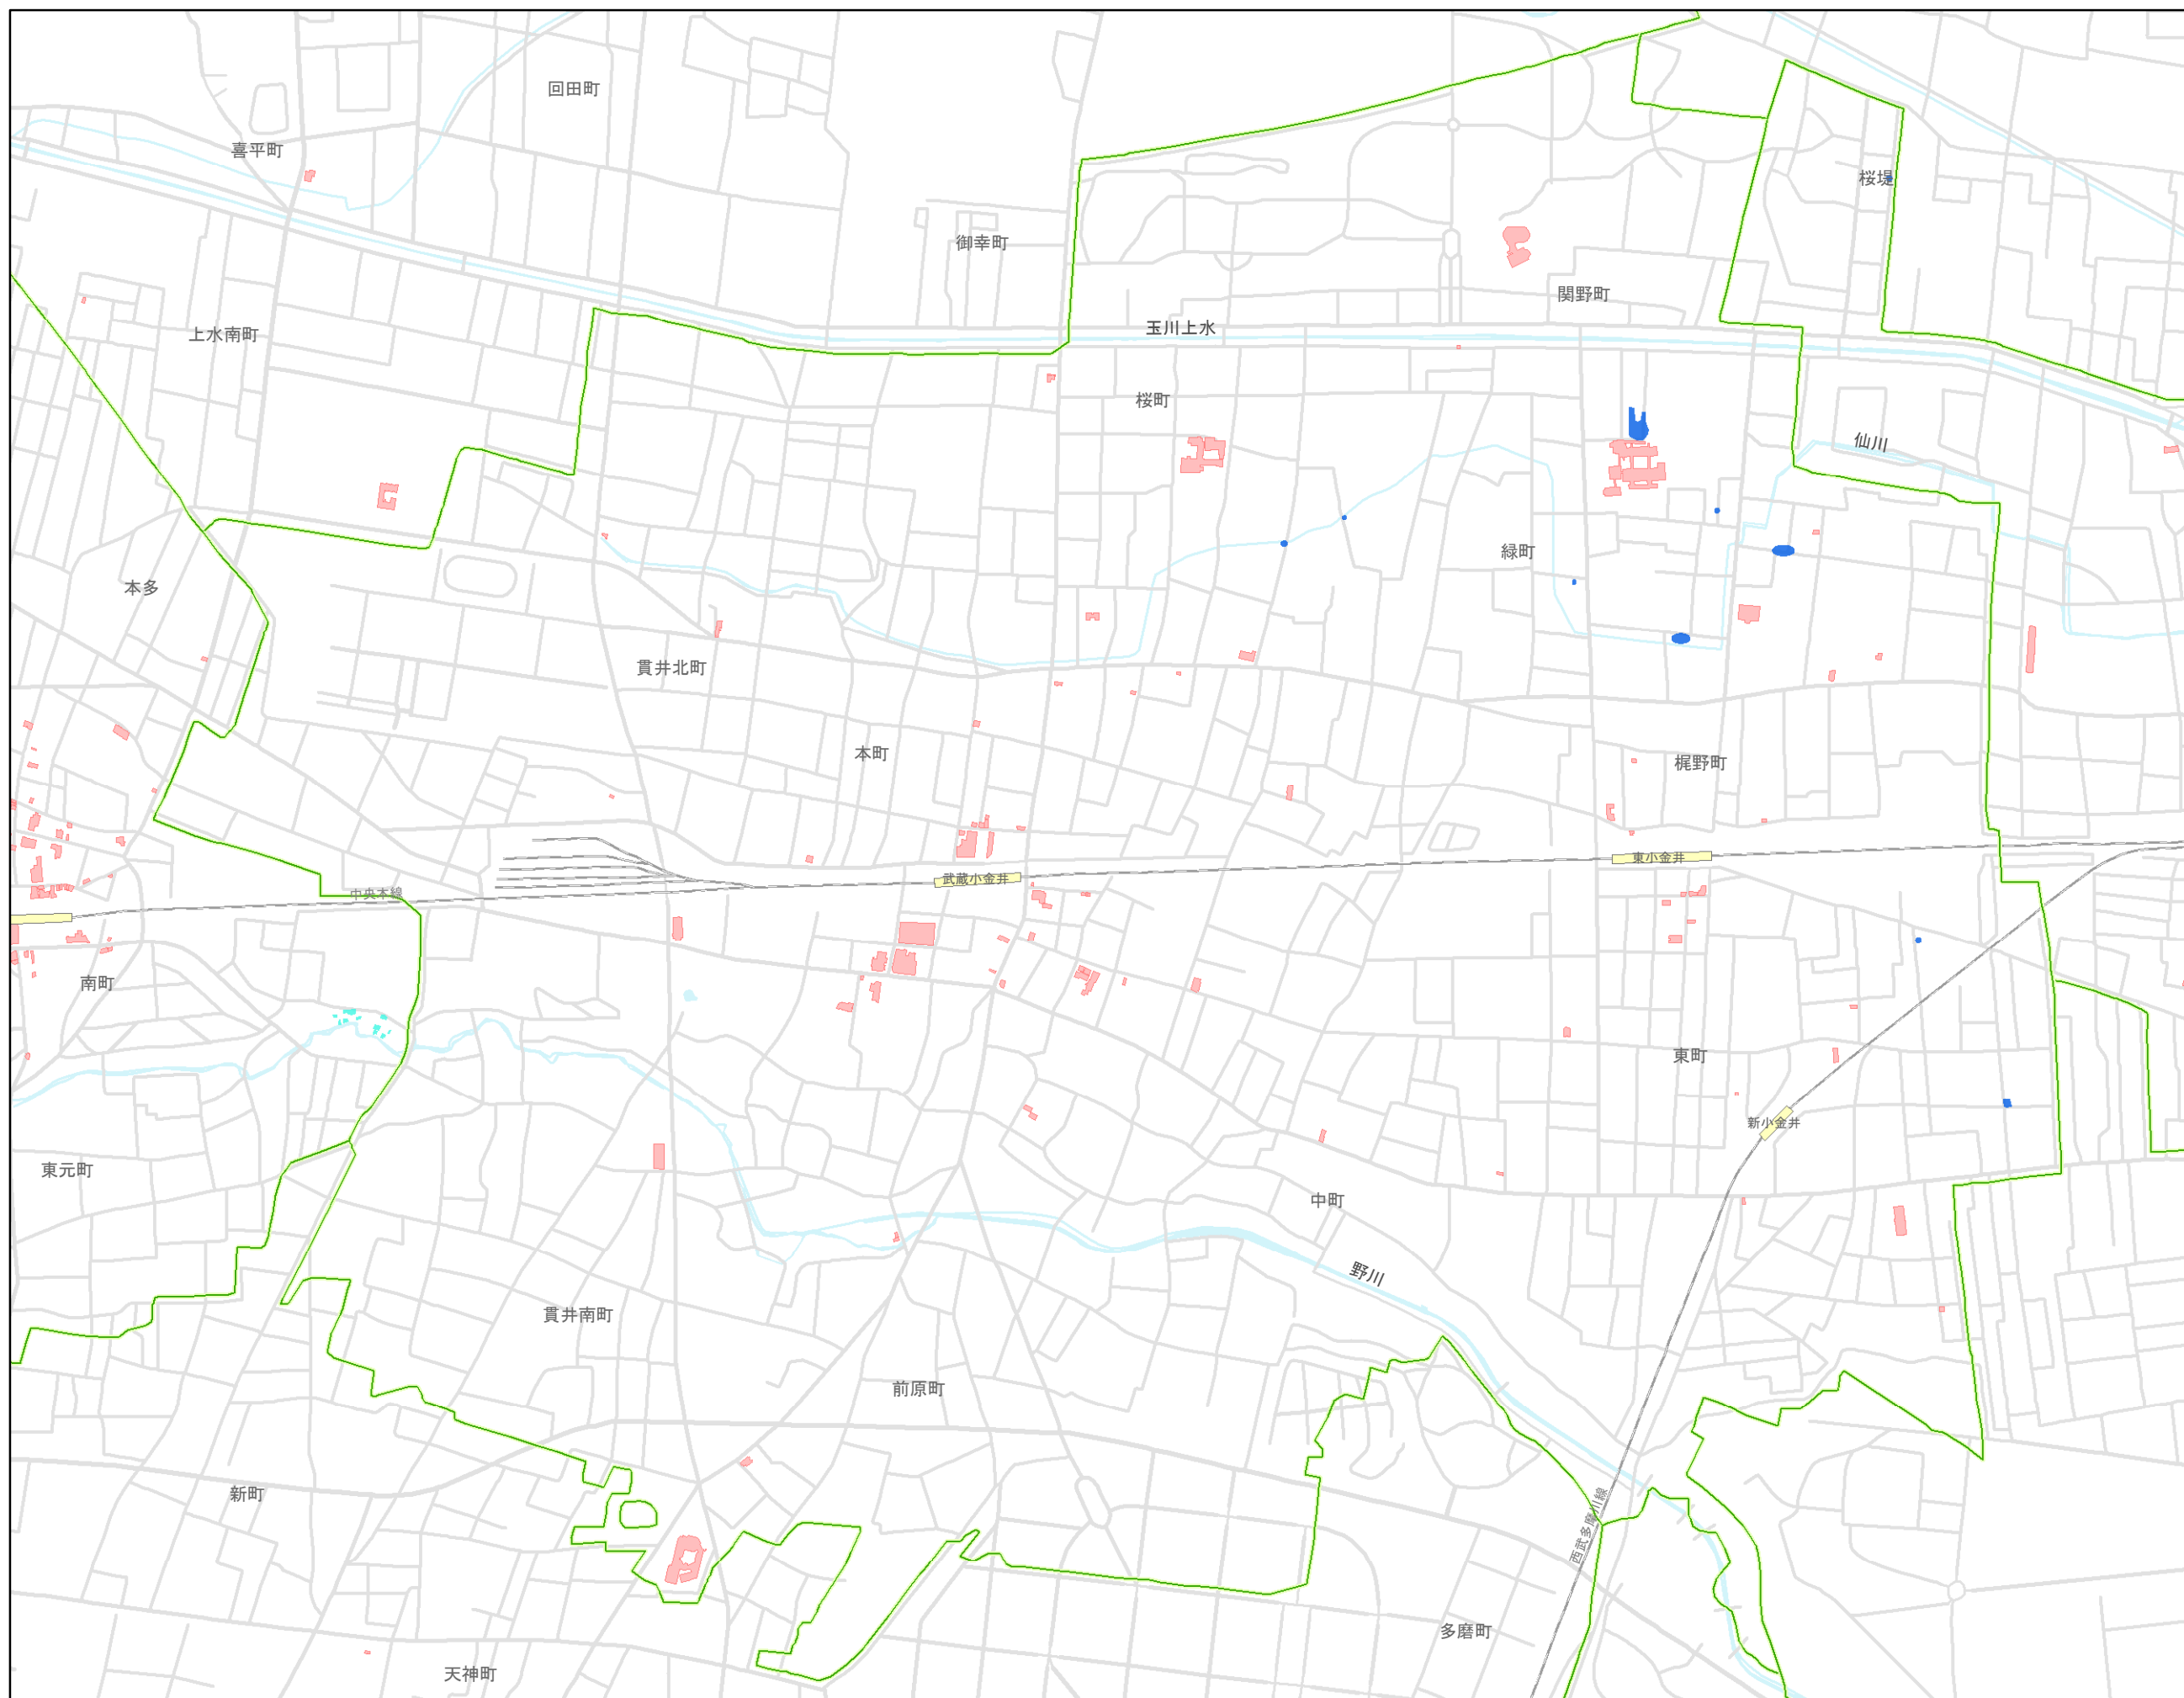 回田町
喜平町
桜堤
御幸町
関野町
玉川上水
上水南町
桜町
仙川
緑町
本多
貫井北町
本町
梶野町
東小金井
武蔵小金井
中央本線
南町
東町
新小金井
東元町
中町
野川
貫井南町
前原町
新町
西武多摩川線
多磨町
天神町